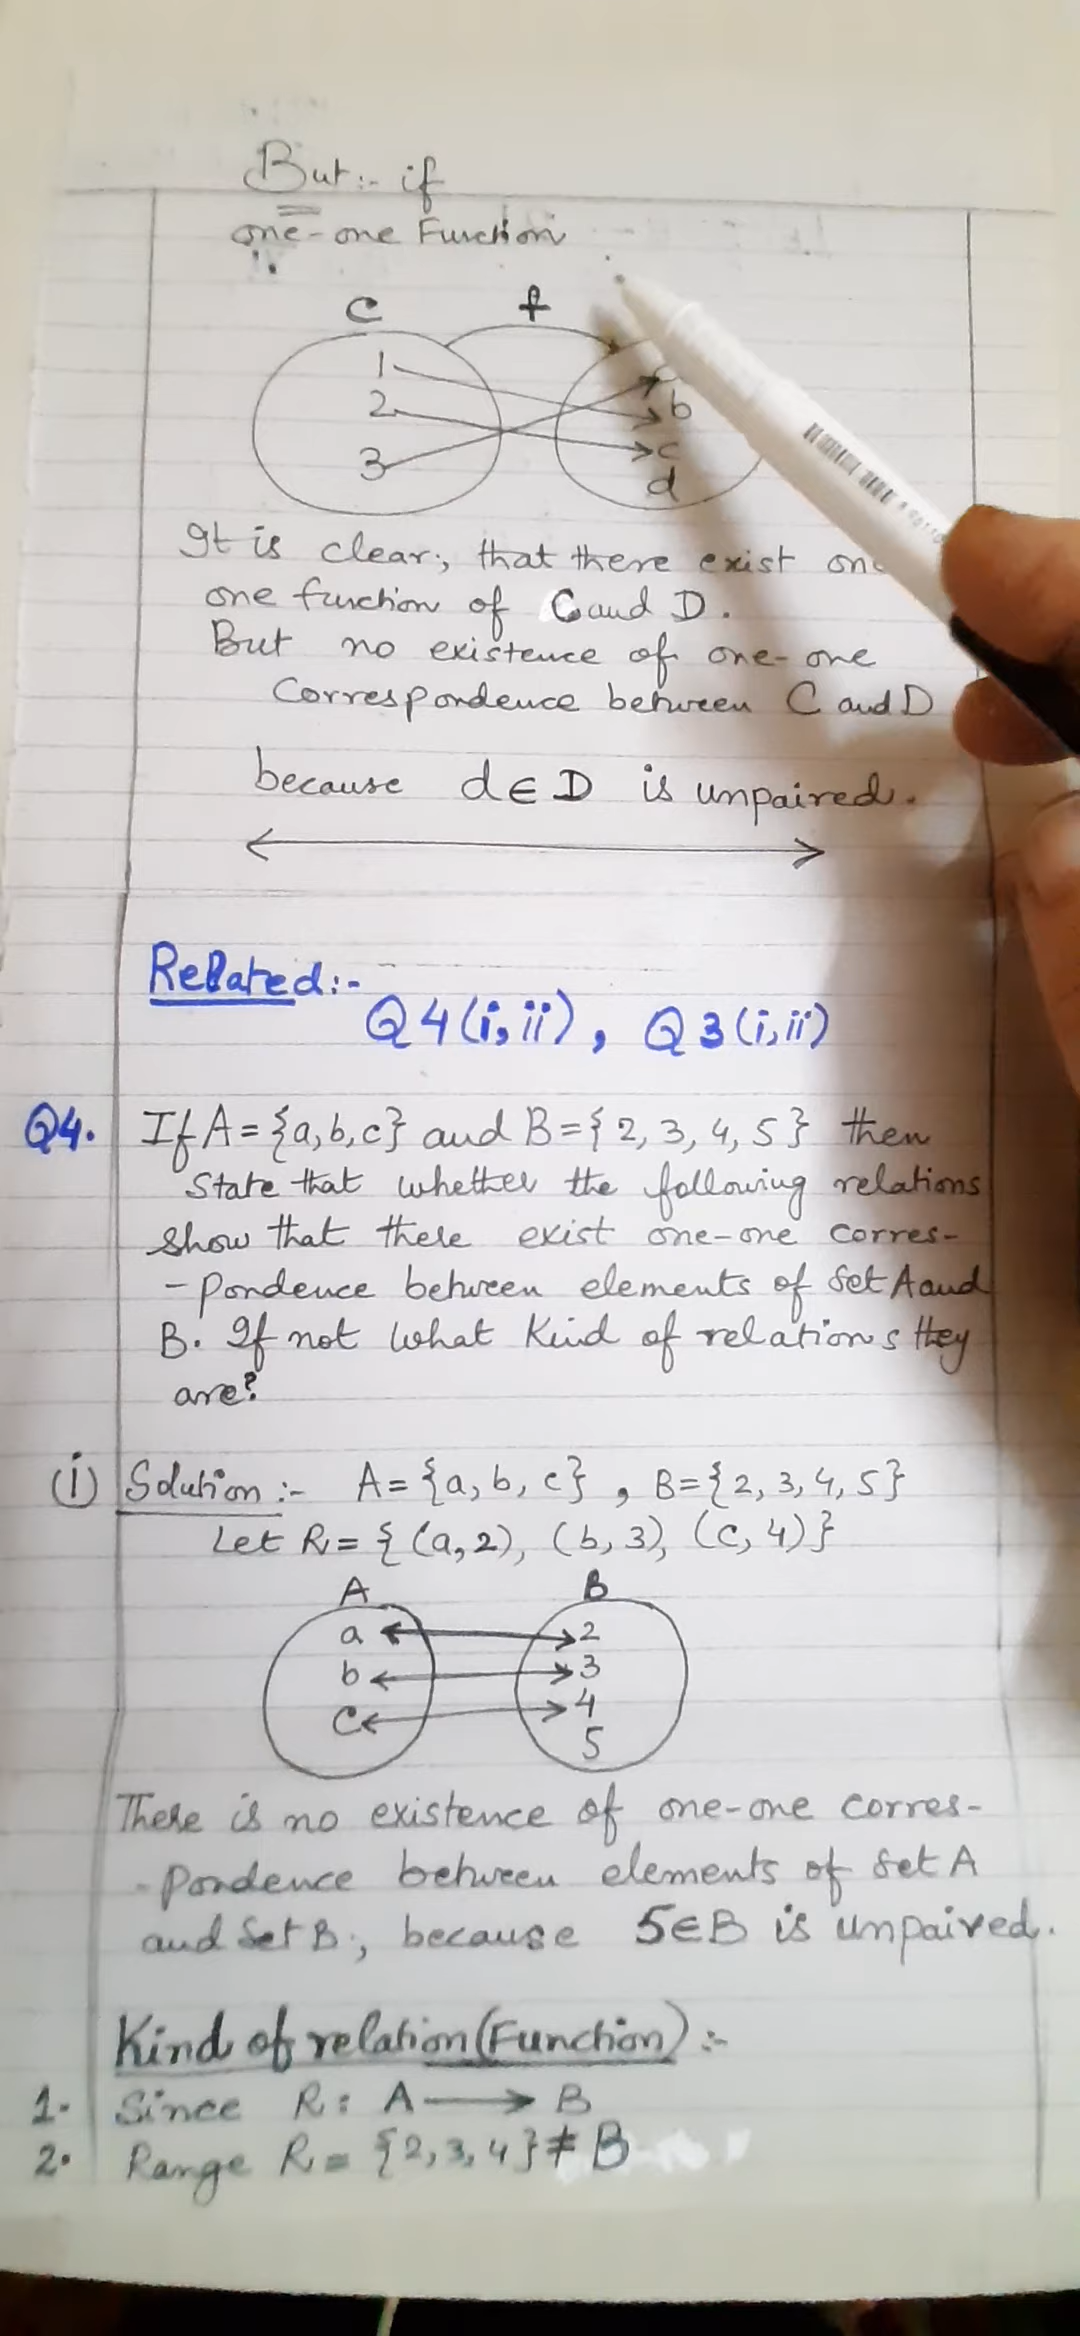 But:- if
one-one Function
C f
1
2 b
3 c
d
It is clear, that there exist
one function of C and D.
But no existence of one-one
Correspondence between C and D
because d∈D is unpaired.
Related:-
Q4(i,ii), Q3(i,ii)
Q4. If A={a,b,c} and B={2,3,4,5} then
State that whether the following relations
show that there exist one-one corres-
-pondence between elements of set A and
B. If not what kind of relations they
are?
(i) Solution:- A={a,b,c}, B={2,3,4,5}
Let R={(a,2), (b,3), (c,4)}
A B
a 2
b 3
c 4
5
There is no existence of one-one corres-
-pondence between elements of set A
and set B, because 5∈B is unpaired.
Kind of relation(Function):-
1. Since R: A → B
2. Range R={2,3,4}≠B